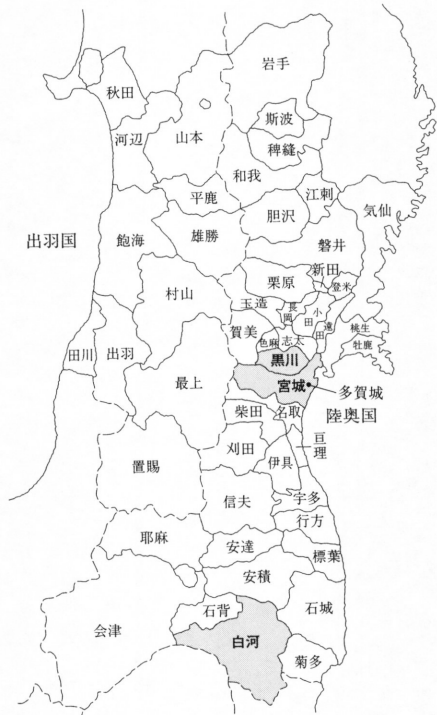 岩手
秋田
斯波
河辺
山本
稗縫
和我
平鹿
江刺
気仙
胆沢
出羽国
飽海
雄勝
磐井
新田
登米
栗原
村山
玉造
長岡
小田
遠田
桃生
牡鹿
賀美
色麻
志太
黒川
田川
出羽
最上
宮城
多賀城
陸奥国
柴田
名取
亘理
刈田
伊具
置賜
信夫
宇多
行方
耶麻
安達
標葉
安積
石背
石城
会津
白河
菊多